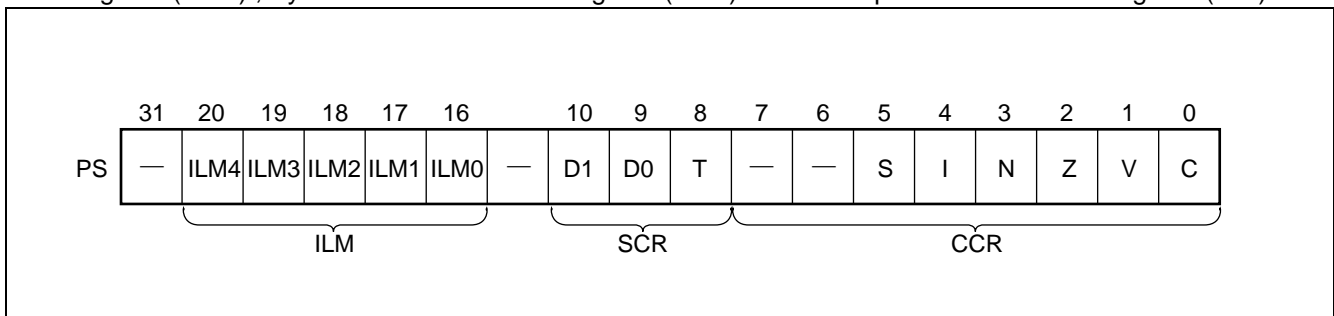 31 20 19 18 17 16 10 9 8 7 6 5 4 3 2 1 0
PS — ILM4 ILM3 ILM2 ILM1 ILM0 — D1 D0 T — — S I N Z V C
ILM SCR CCR